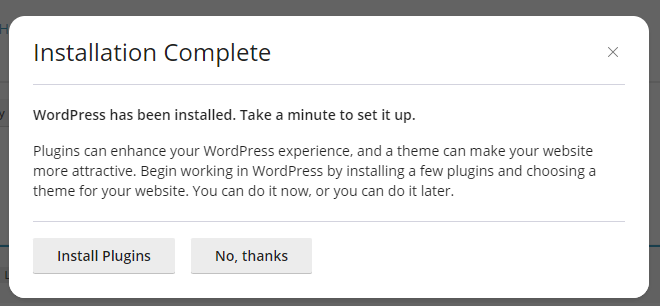 Installation Complete
WordPress has been installed. Take a minute to set it up.
Plugins can enhance your WordPress experience, and a theme can make your website
more attractive. Begin working in WordPress by installing a few plugins and choosing a
theme for your website. You can do it now, or you can do it later.
Install Plugins
No, thanks